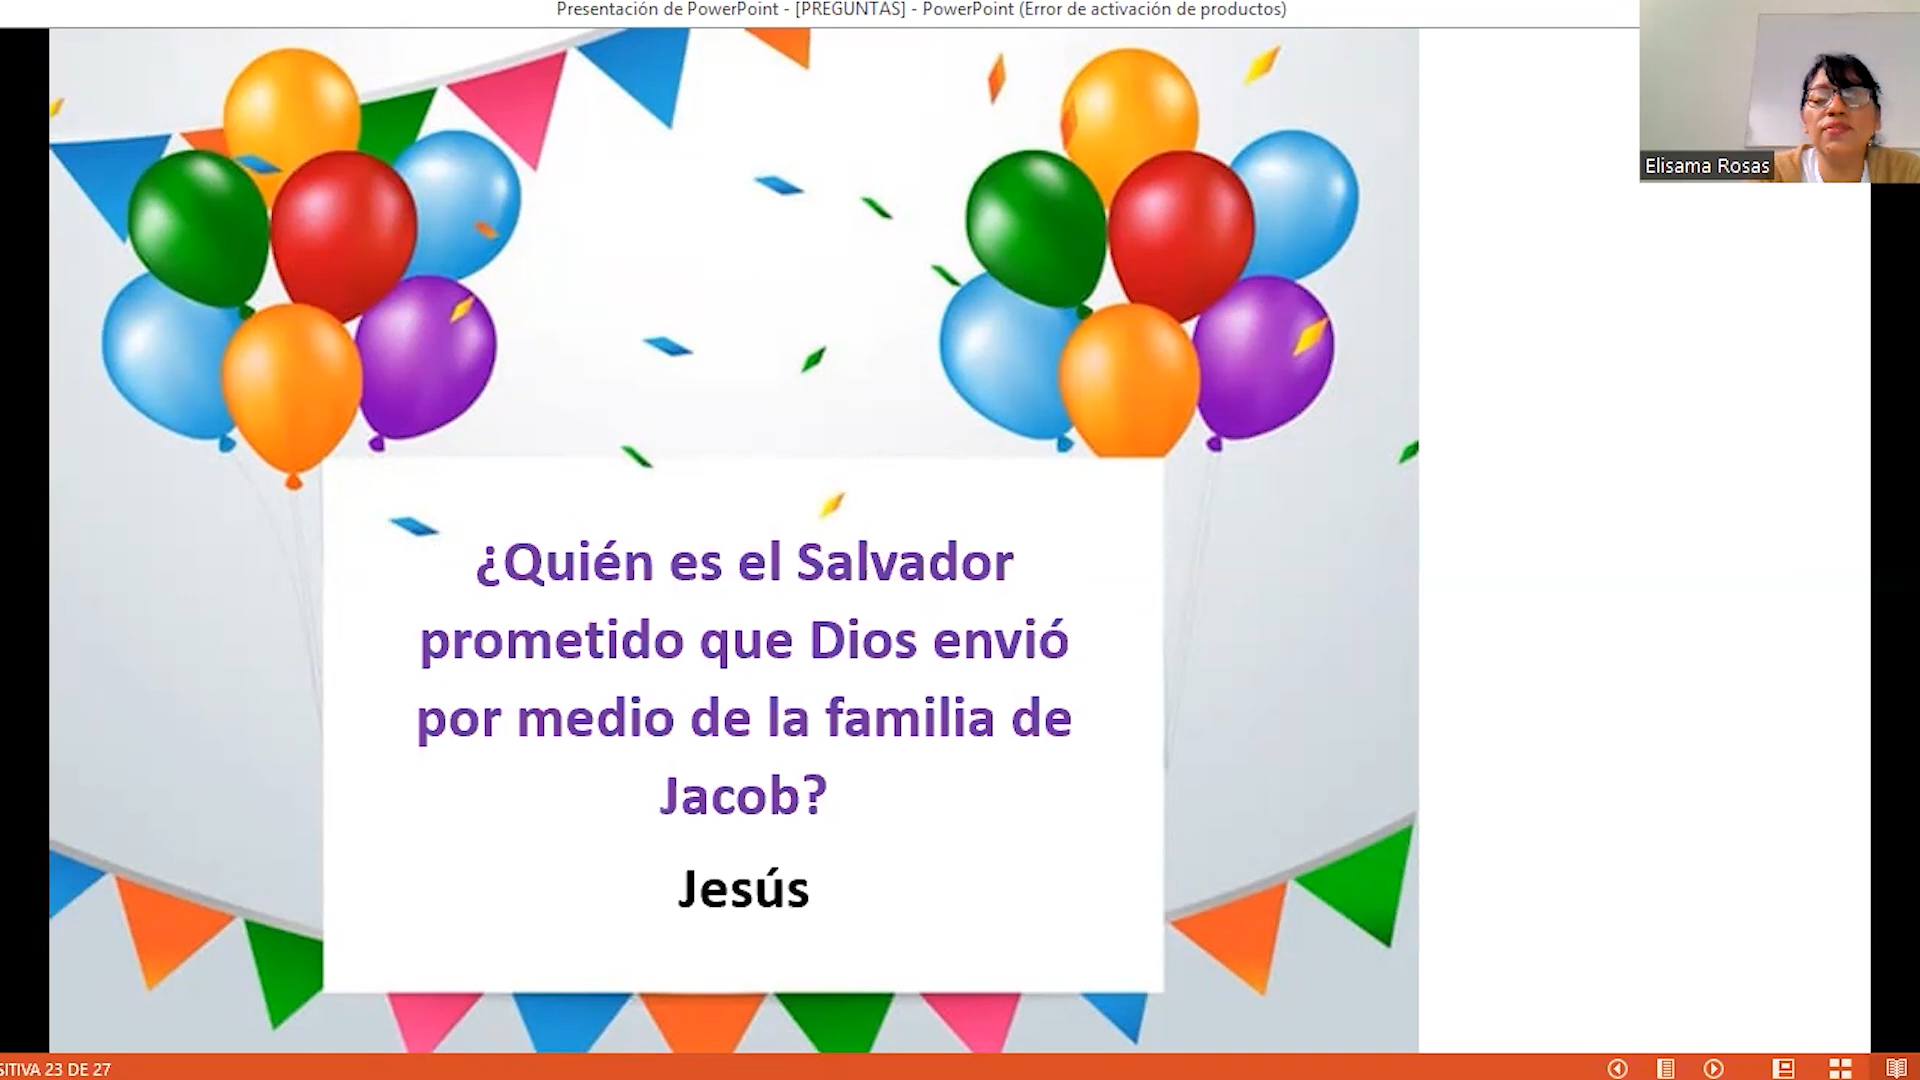 Presentación de PowerPoint - [PREGUNTAS] - PowerPoint (Error de activación de productos)
Elisama Rosas
¿Quién es el Salvador
prometido que Dios envió
por medio de la familia de
Jacob?
Jesús
SITIVA 23 DE 27